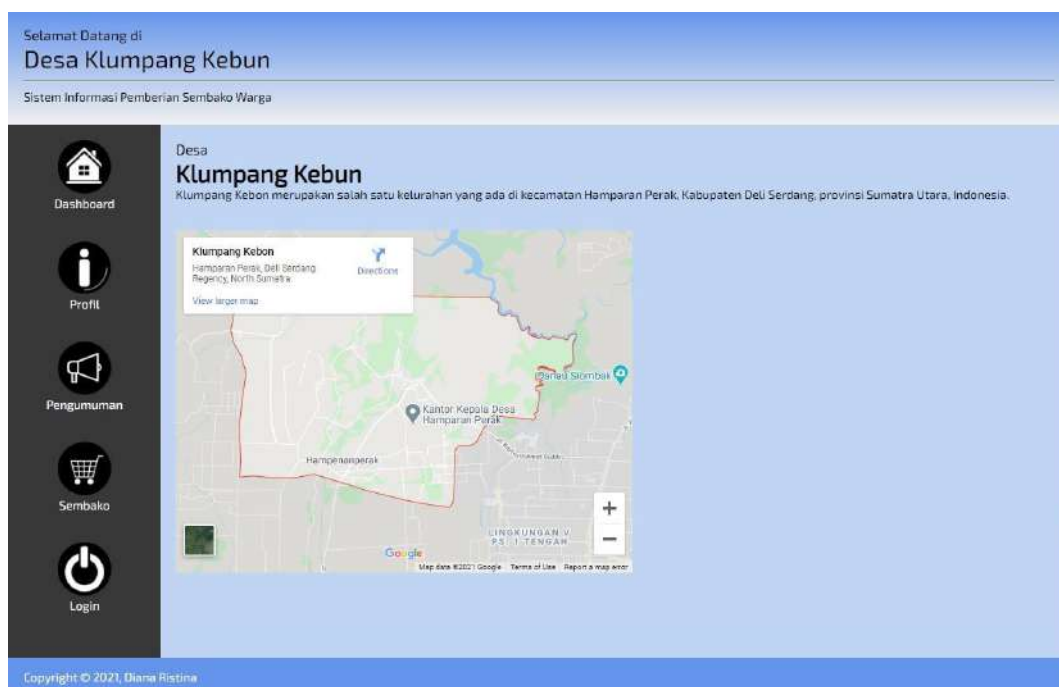 Selamat Datang di
Desa Klumpang Kebun
Sistem Informasi Pemberian Sembako Warga
Dashboard
Profil
Pengumuman
Sembako
Login
Desa
Klumpang Kebun
Klumpang Kebon merupakan salah satu kelurahan yang ada di kecamatan Hamparan Perak, Kabupaten Deli Serdang, provinsi Sumatra Utara, Indonesia.
Klumpang Kebon
Hamparan Perak, Deli Serdang
Regency, North Sumatra
Directions
View larger map
Danau Siombak
Kantor Kepala Desa
Hamparan Perak
Hamperanperak
LINGKUNGAN V
PS. 1 TENGAH
Google
Map data ©2021 Google
Terms of Use
Report a map error
Copyright © 2021, Diana Ristina